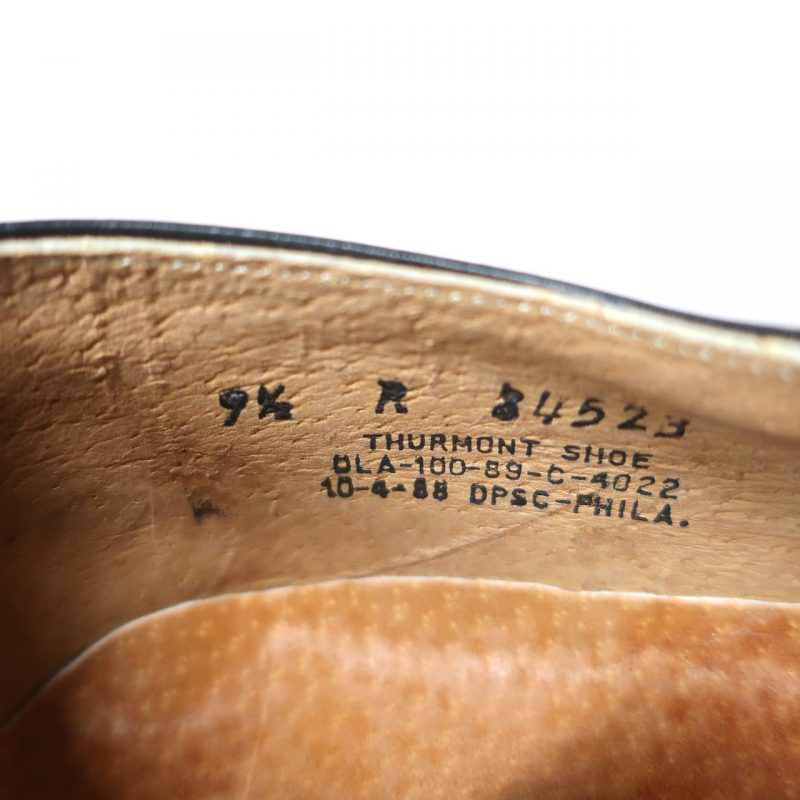 9½ R 34523
THURMONT SHOE
DLA-100-89-C-4022
10-4-88 DPSC-PHILA.